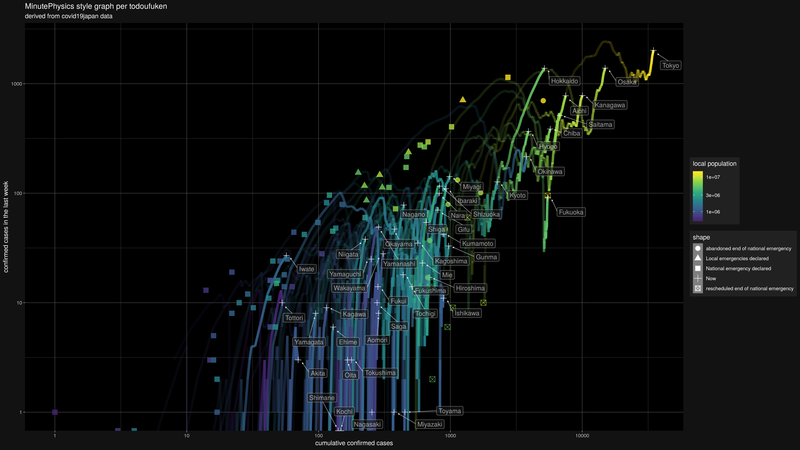 MinutePhysics style graph per todoufuken
derived from covid19japan data
confirmed cases in the last week
1000
100
10
1
Tokyo
Hokkaido
Osaka
Aichi
Kanagawa
Saitama
Chiba
Hyogo
Okinawa
Miyagi
Kyoto
Ibaraki
Fukuoka
Nagano
Nara
Shizuoka
Shiga
Gifu
Okayama
Kumamoto
Niigata
Gunma
Yamanashi
Kagoshima
Iwate
Yamaguchi
Mie
Wakayama
Fukushima
Hiroshima
Fukui
Tottori
Kagawa
Tochigi
Ishikawa
Saga
Yamagata
Ehime
Aomori
Akita
Oita
Tokushima
Shimane
Kochi
Toyama
Nagasaki
Miyazaki
1
10
100
1000
10000
cumulative confirmed cases
local population
1e+07
3e+06
1e+06
shape
abandoned end of national emergency
Local emergencies declared
National emergency declared
Now
rescheduled end of national emergency